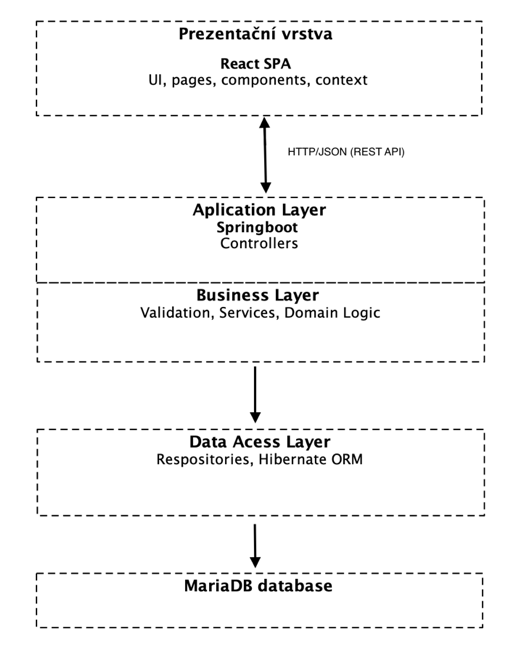 Prezentační vrstva
React SPA
UI, pages, components, context
HTTP/JSON (REST API)
Aplication Layer
Springboot
Controllers
Business Layer
Validation, Services, Domain Logic
Data Acess Layer
Respositories, Hibernate ORM
MariaDB database